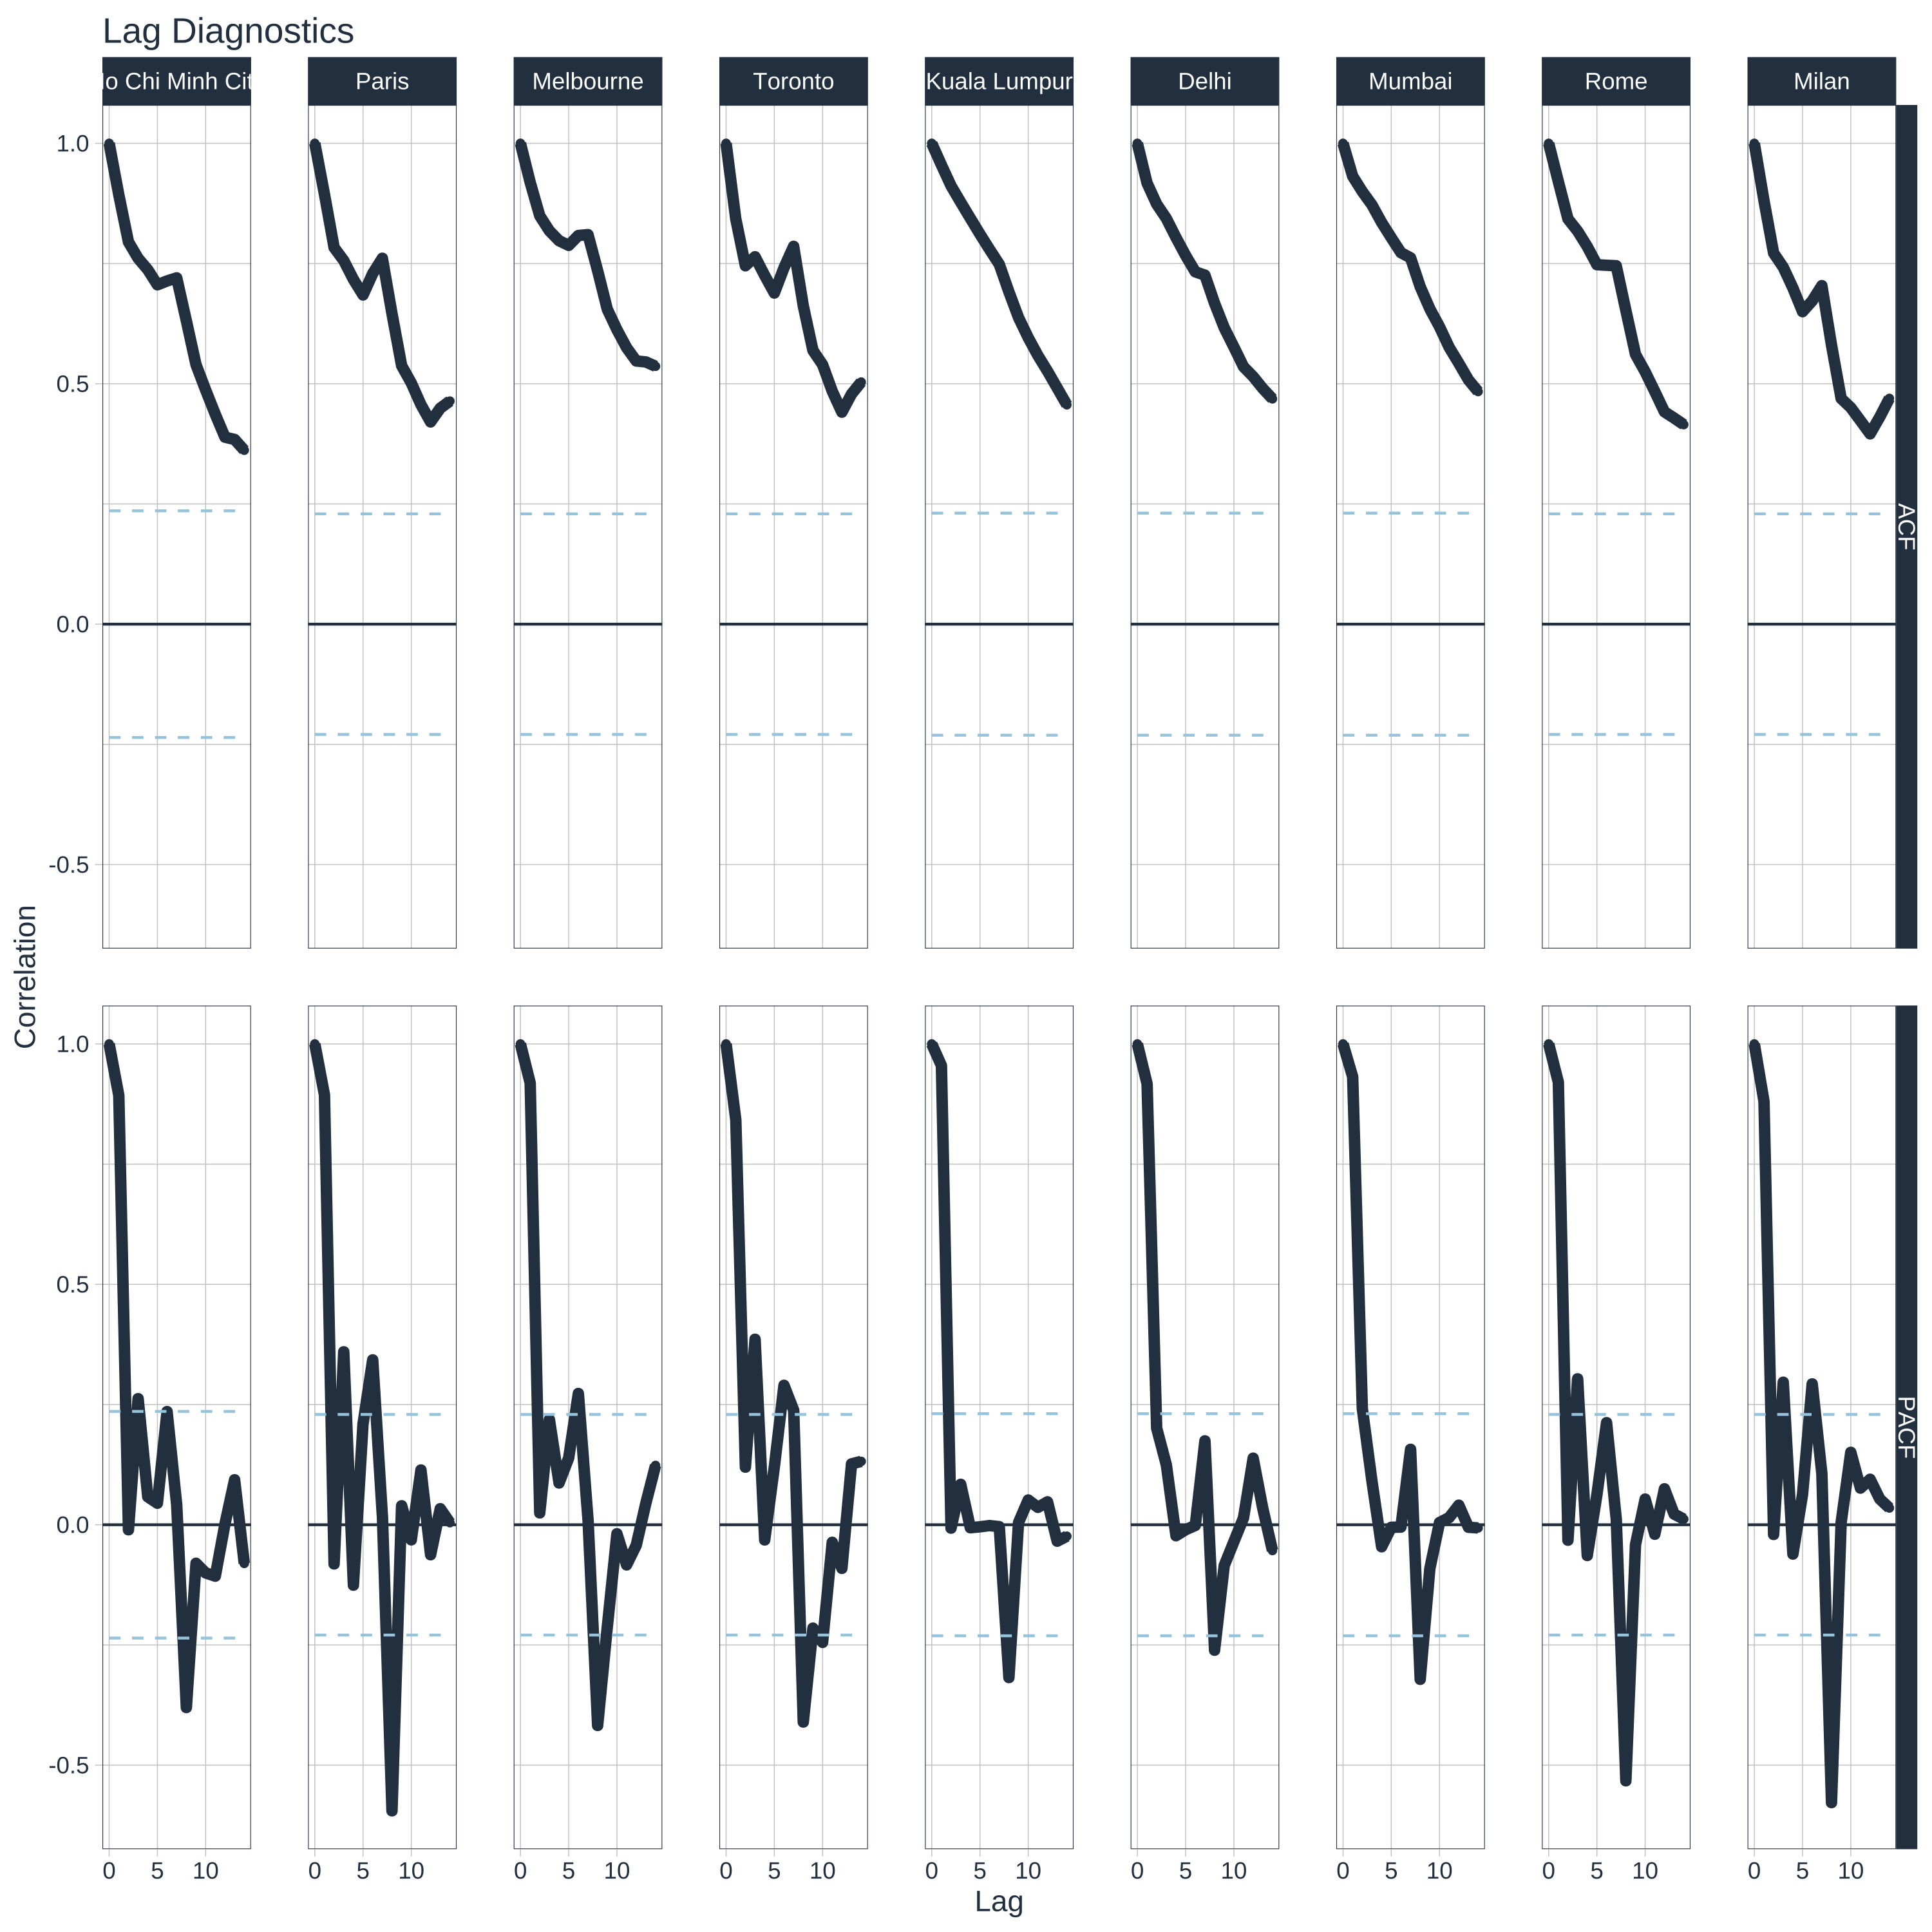 Lag Diagnostics
o Chi Minh Cit Paris Melbourne Toronto Kuala Lumpur Delhi Mumbai Rome Milan
1.0
0.5
0.0
-0.5
ACF
Correlation
1.0
0.5
0.0
-0.5
PACF
0 5 10 0 5 10 0 5 10 0 5 10 0 5 10 0 5 10 0 5 10 0 5 10 0 5 10
Lag